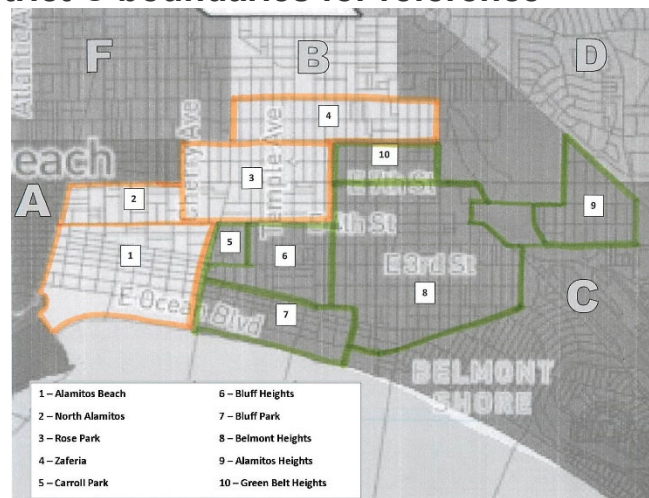 boundaries for reference
F
B
D
4
10
each
Cherry Ave
Temple Ave
3
E 7th St
A
2
9
1
5
6
E 4th St
E 3rd St
8
C
E Ocean Blvd
7
BELMONT
SHORE
1 – Alamitos Beach
2 – North Alamitos
3 – Rose Park
4 – Zaferia
5 – Carroll Park
6 – Bluff Heights
7 – Bluff Park
8 – Belmont Heights
9 – Alamitos Heights
10 – Green Belt Heights